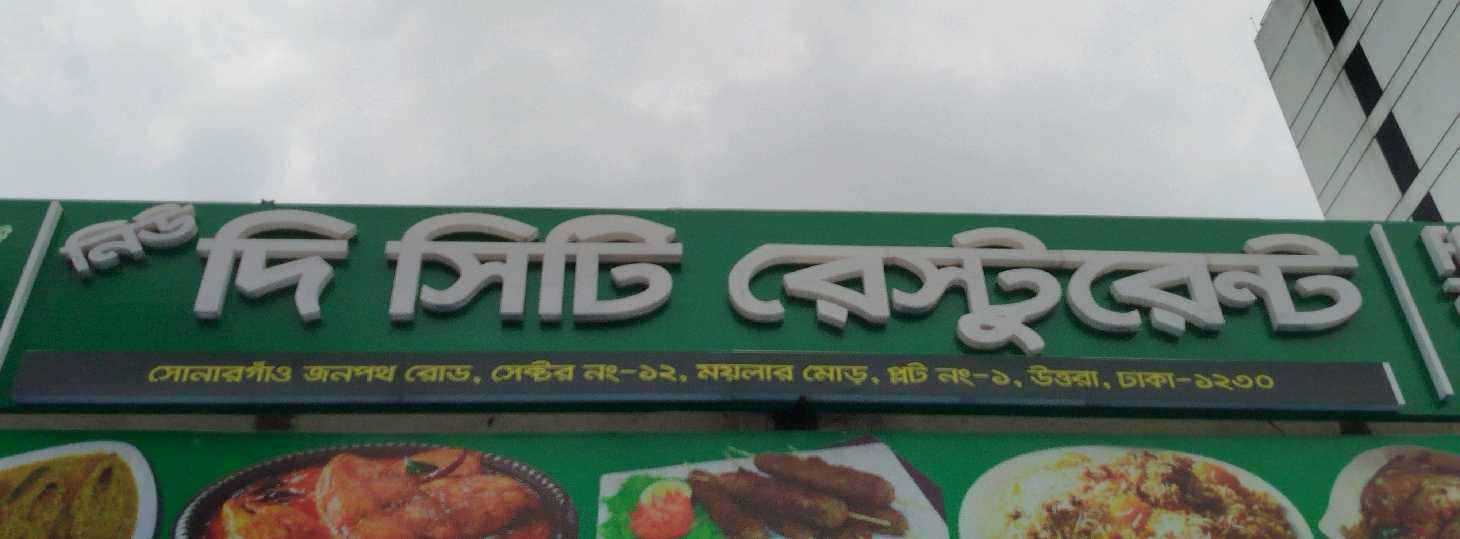 নিউ দি সিটি রেস্টুরেন্ট
সোনারগাঁও জনপথ রোড, সেক্টর নং-১২, ময়লার মোড়, প্লট নং-১, উত্তরা, ঢাকা-১২৩০